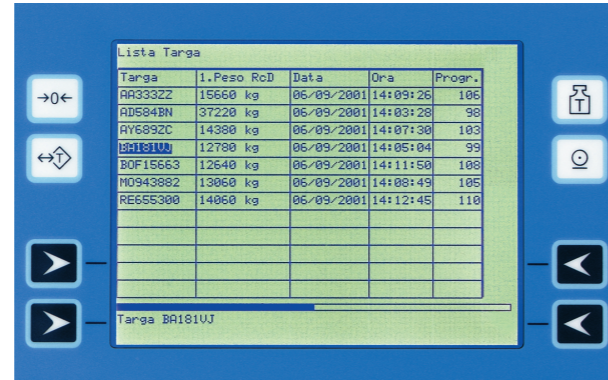 Lista Targa
Targa 1.Peso RcD Data Ora Progr.
AA333ZZ 15660 kg 06/09/2001 14:09:26 106
AD584BN 37220 kg 06/09/2001 14:03:28 98
AY689ZC 14380 kg 06/09/2001 14:07:30 103
BA181VJ 12780 kg 06/09/2001 14:05:04 99
BOF15663 12640 kg 06/09/2001 14:11:50 108
MO943882 13060 kg 06/09/2001 14:08:49 105
RE655300 14060 kg 06/09/2001 14:12:45 110
Targa BA181VJ
→0←
T
↔T